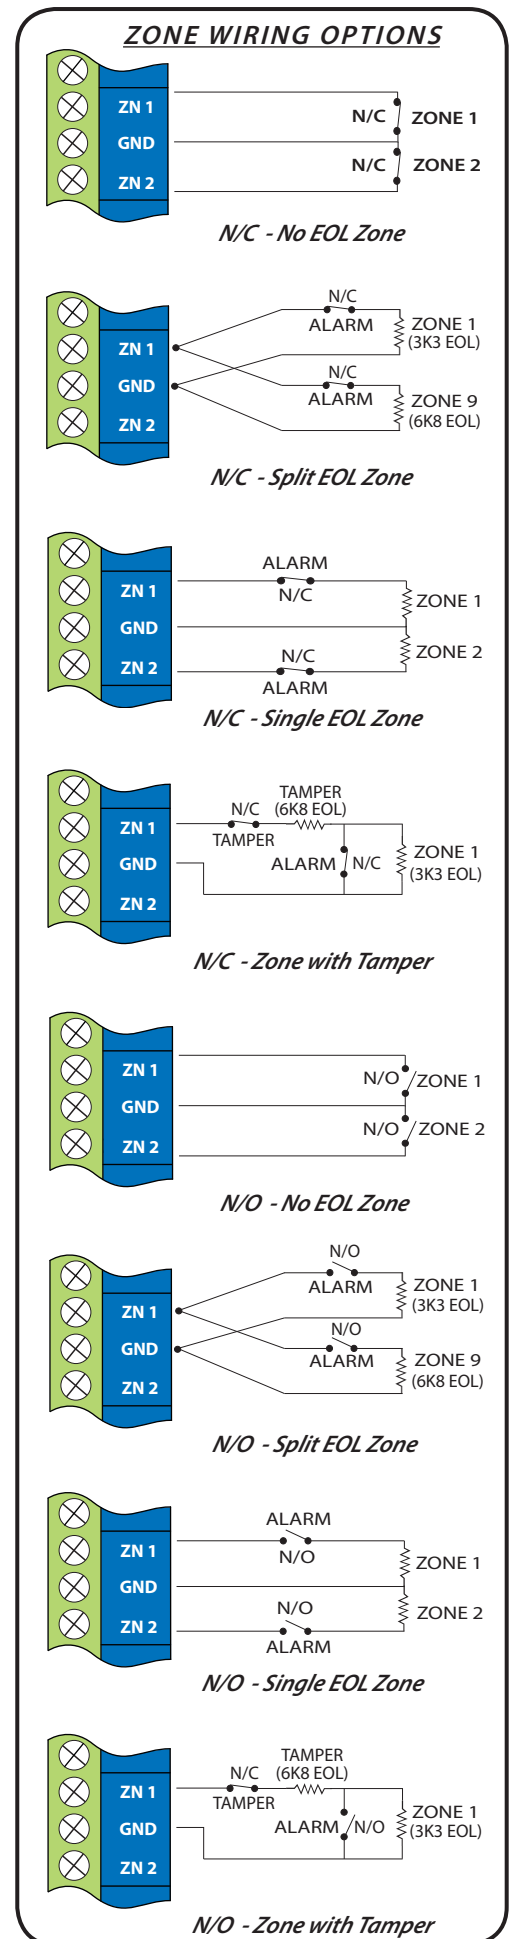 ZONE WIRING OPTIONS
ZN 1
N/C ZONE 1
GND
N/C ZONE 2
ZN 2
N/C - No EOL Zone
N/C
ALARM
ZONE 1
(3K3 EOL)
ZN 1
N/C
GND
ALARM
ZONE 9
(6K8 EOL)
ZN 2
N/C - Split EOL Zone
ALARM
ZN 1
N/C
ZONE 1
GND
N/C
ZONE 2
ZN 2
ALARM
N/C - Single EOL Zone
TAMPER
(6K8 EOL)
N/C
ZN 1
TAMPER
ZONE 1
(3K3 EOL)
GND
ALARM N/C
ZN 2
N/C - Zone with Tamper
ZN 1
N/O ZONE 1
GND
N/O ZONE 2
ZN 2
N/O - No EOL Zone
N/O
ALARM
ZONE 1
(3K3 EOL)
ZN 1
N/O
GND
ALARM
ZONE 9
(6K8 EOL)
ZN 2
N/O - Split EOL Zone
ALARM
ZN 1
N/O
ZONE 1
GND
N/O
ZONE 2
ZN 2
ALARM
N/O - Single EOL Zone
TAMPER
(6K8 EOL)
N/C
ZN 1
TAMPER
ZONE 1
(3K3 EOL)
GND
ALARM N/O
ZN 2
N/O - Zone with Tamper